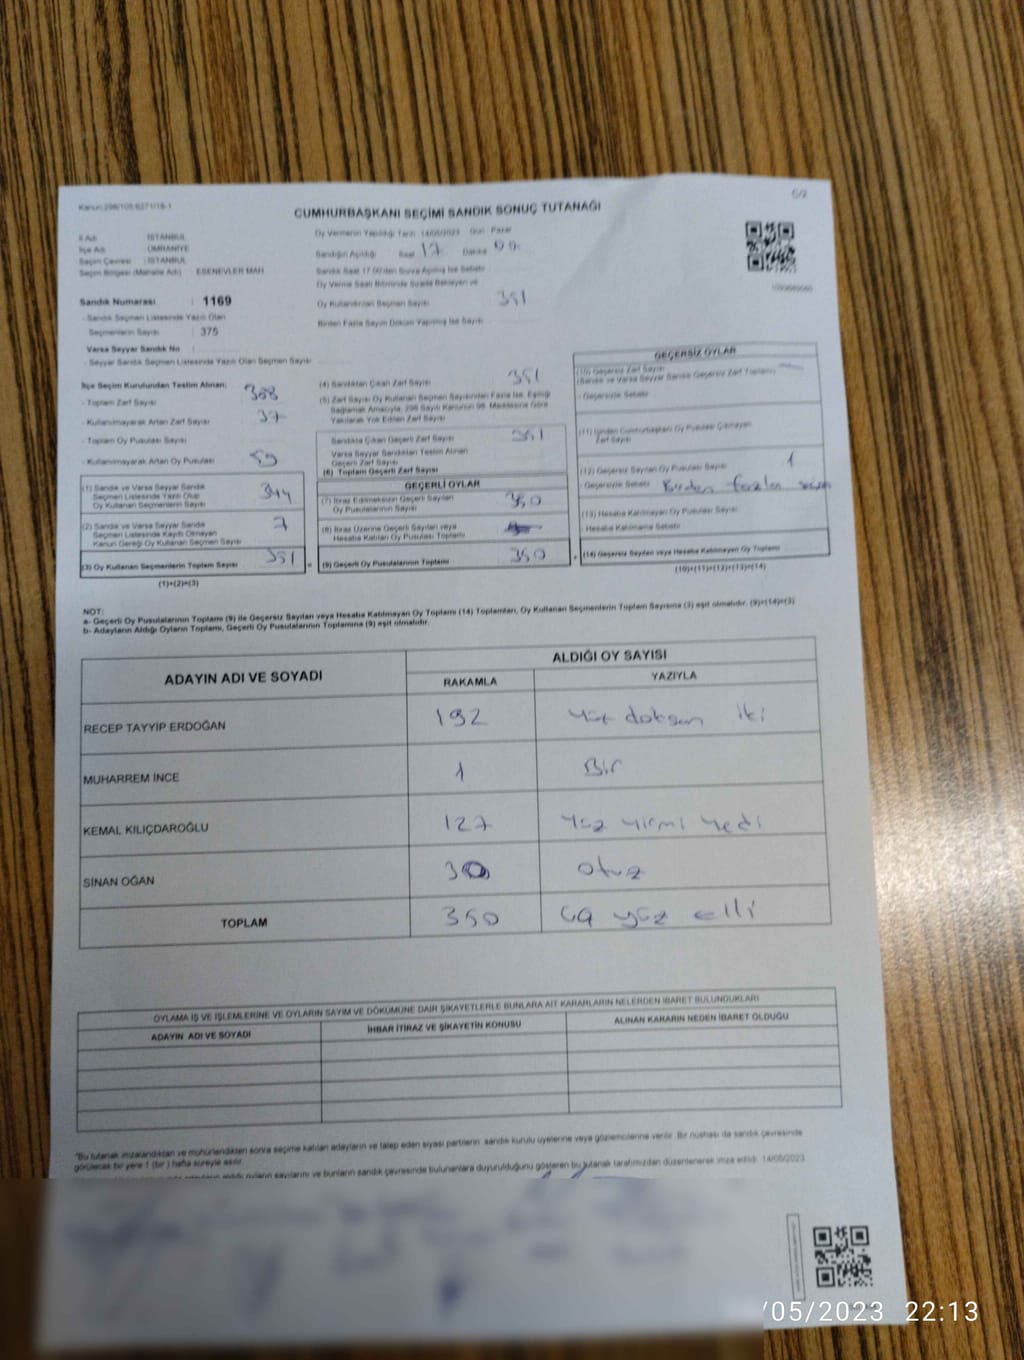 Kanun:298/105,6271/18-1
C/2
CUMHURBAŞKANI SEÇİMİ SANDIK SONUÇ TUTANAĞI
İl Adı : İSTANBUL
İlçe Adı : ÜMRANİYE
Seçim Çevresi : İSTANBUL
Seçim Bölgesi (Mahalle Adı) : ESENEVLER MAH
Oy Vermenin Yapıldığı Tarih 14/05/2023 Gün Pazar
Sandığın Açıldığı Saat 17 Dakika 00
Sandık Saat 17.00'den Sonra Açılmış İse Sebebi
Oy Verme Saati Bitiminde Sırada Bekleyen ve
Oy Kullandırılan Seçmen Sayısı 351
Birden Fazla Sayım Döküm Yapılmış İse Sayısı
Sandık Numarası : 1169
- Sandık Seçmen Listesinde Yazılı Olan
Seçmenlerin Sayısı : 375
Varsa Seyyar Sandık No
- Seyyar Sandık Seçmen Listesinde Yazılı Olan Seçmen Sayısı
İlçe Seçim Kurulundan Teslim Alınan;
- Toplam Zarf Sayısı 388
- Kullanılmayarak Artan Zarf Sayısı 37
- Toplam Oy Pusulası Sayısı
- Kullanılmayarak Artan Oy Pusulası
(1) Sandık ve Varsa Seyyar Sandık
Seçmen Listesinde Yazılı Olup
Oy Kullanan Seçmenlerin Sayısı 344
(2) Sandık ve Varsa Seyyar Sandık
Seçmen Listesinde Kayıtlı Olmayan
Kanun Gereği Oy Kullanan Seçmen Sayısı 7
(3) Oy Kullanan Seçmenlerin Toplam Sayısı 351
(1)+(2)=(3)
(4) Sandıktan Çıkan Zarf Sayısı 351
(5) Zarf Sayısı Oy Kullanan Seçmen Sayısından Fazla İse, Eşitliği
Sağlamak Amacıyla, 298 Sayılı Kanunun 98. Maddesine Göre
Yakılarak Yok Edilen Zarf Sayısı
Sandıkta Çıkan Geçerli Zarf Sayısı 351
Varsa Seyyar Sandıktan Teslim Alınan
Geçerli Zarf Sayısı
(6) Toplam Geçerli Zarf Sayısı
GEÇERLİ OYLAR
(7) İtiraz Edilmeksizin Geçerli Sayılan
Oy Pusulalarının Sayısı 350
(8) İtiraz Üzerine Geçerli Sayılan veya
Hesaba Katılan Oy Pusulası Toplamı
(9) Geçerli Oy Pusulalarının Toplamı 350
GEÇERSİZ OYLAR
(10) Geçersiz Zarf Sayısı
(Sandık ve Varsa Seyyar Sandık Geçersiz Zarf Toplamı)
- Geçersizlik Sebebi
(11) İçinden Cumhurbaşkanı Oy Pusulası Çıkmayan
Zarf Sayısı
(12) Geçersiz Sayılan Oy Pusulası Sayısı 1
- Geçersizlik Sebebi Birden fazla
(13) Hesaba Katılmayan Oy Pusulası Sayısı
- Hesaba Katılmama Sebebi
(14) Geçersiz Sayılan veya Hesaba Katılmayan Oy Toplamı
(10)+(11)+(12)+(13)=(14)
NOT:
a- Geçerli Oy Pusulalarının Toplamı (9) ile Geçersiz Sayılan veya Hesaba Katılmayan Oy Toplamı (14) Toplamları, Oy Kullanan Seçmenlerin Toplam Sayısına (3) eşit olmalıdır. (9)+(14)=(3)
b- Adayların Aldığı Oyların Toplamı, Geçerli Oy Pusulalarının Toplamına (9) eşit olmalıdır.
ADAYIN ADI VE SOYADI
ALDIĞI OY SAYISI
RAKAMLA YAZIYLA
RECEP TAYYİP ERDOĞAN 192 Yüz doksan iki
MUHARREM İNCE 1 Bir
KEMAL KILIÇDAROĞLU 127 Yüz yirmi yedi
SİNAN OĞAN 30 otuz
TOPLAM 350 üç yüz elli
OYLAMA İŞ VE İŞLEMLERİNE VE OYLARIN SAYIM VE DÖKÜMÜNE DAİR ŞİKAYETLERLE BUNLARA AİT KARARLARIN NELERDEN İBARET BULUNDUKLARI
ADAYIN ADI VE SOYADI İHBAR İTİRAZ VE ŞİKAYETİN KONUSU ALINAN KARARIN NEDEN İBARET OLDUĞU
"Bu tutanak imzalandıktan ve mühürlendikten sonra seçime katılan adayların ve talep eden siyasi partilerin sandık kurulu üyelerine veya gözlemcilerine verilir. Bir nüshası da sandık çevresinde
görülecek bir yere 1 (bir) hafta süreyle asılır.
adayların aldığı oyların sayılarını ve bunların sandık çevresinde bulunanlara duyurulduğunu gösteren bu tutanak tarafımızdan düzenlenerek imza edildi. 14/05/2023
/05/2023 22:13